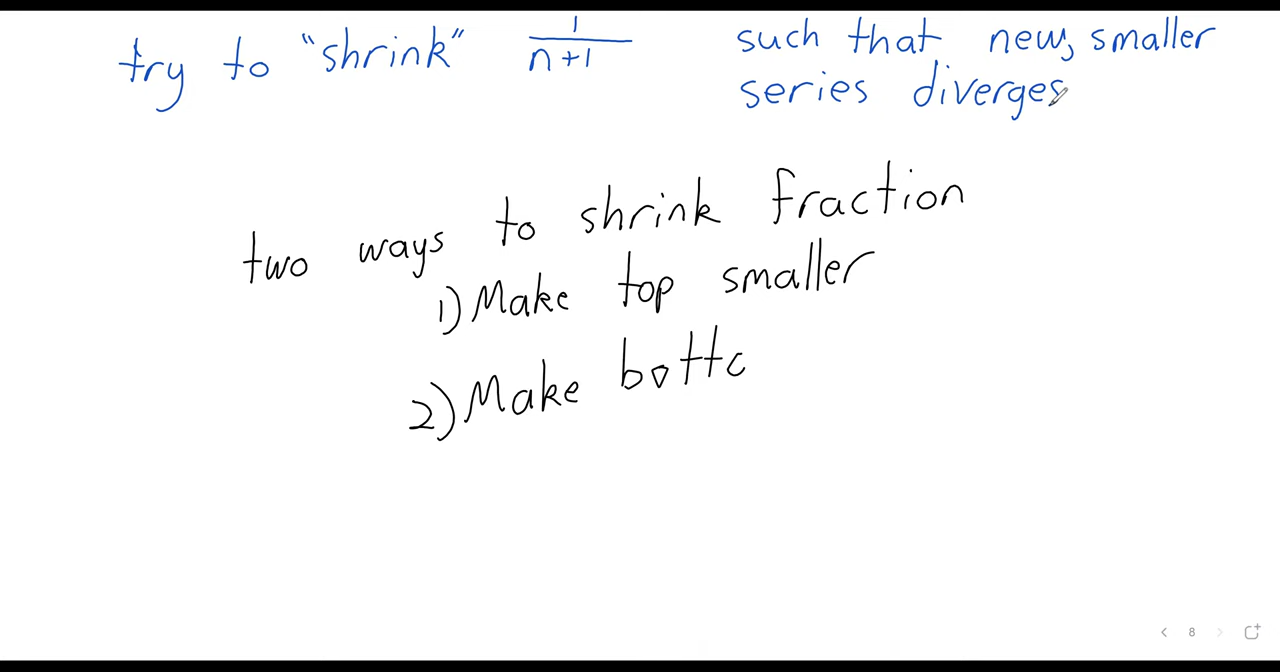 try to "shrink" 1/(n+1) such that new, smaller
series diverges
two ways to shrink fraction
1) Make top smaller
2) Make botto
8